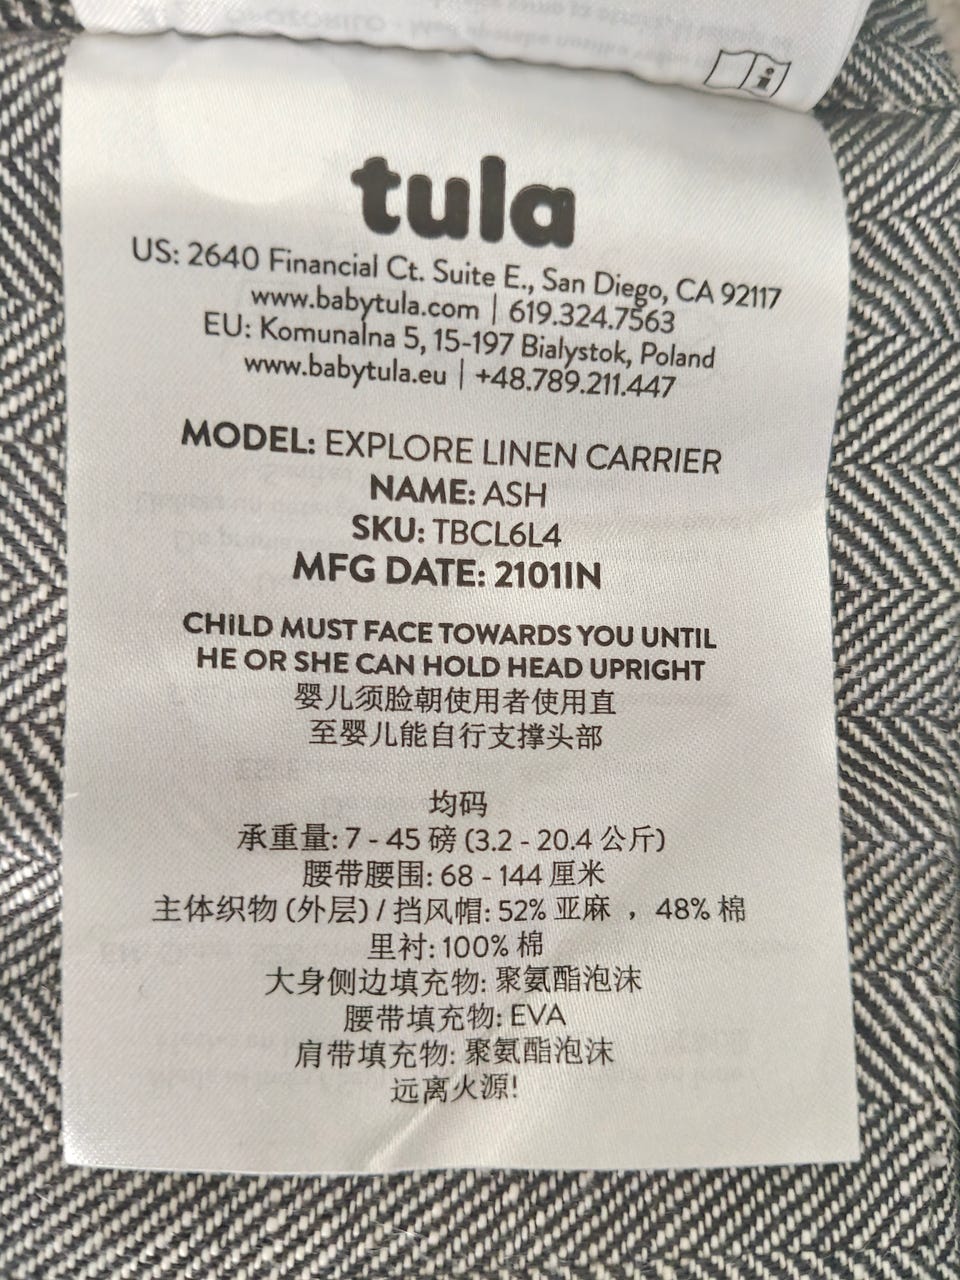 tula
US: 2640 Financial Ct. Suite E., San Diego, CA 92117
www.babytula.com | 619.324.7563
EU: Komunalna 5, 15-197 Bialystok, Poland
www.babytula.eu | +48.789.211.447
MODEL: EXPLORE LINEN CARRIER
NAME: ASH
SKU: TBCL6L4
MFG DATE: 2101IN
CHILD MUST FACE TOWARDS YOU UNTIL
HE OR SHE CAN HOLD HEAD UPRIGHT
婴儿须脸朝使用者使用直
至婴儿能自行支撑头部
均码
承重量: 7 - 45 磅 (3.2 - 20.4 公斤)
腰带腰围: 68 - 144 厘米
主体织物 (外层) / 挡风帽: 52% 亚麻 ，48% 棉
里衬: 100% 棉
大身侧边填充物: 聚氨酯泡沫
腰带填充物: EVA
肩带填充物: 聚氨酯泡沫
远离火源!